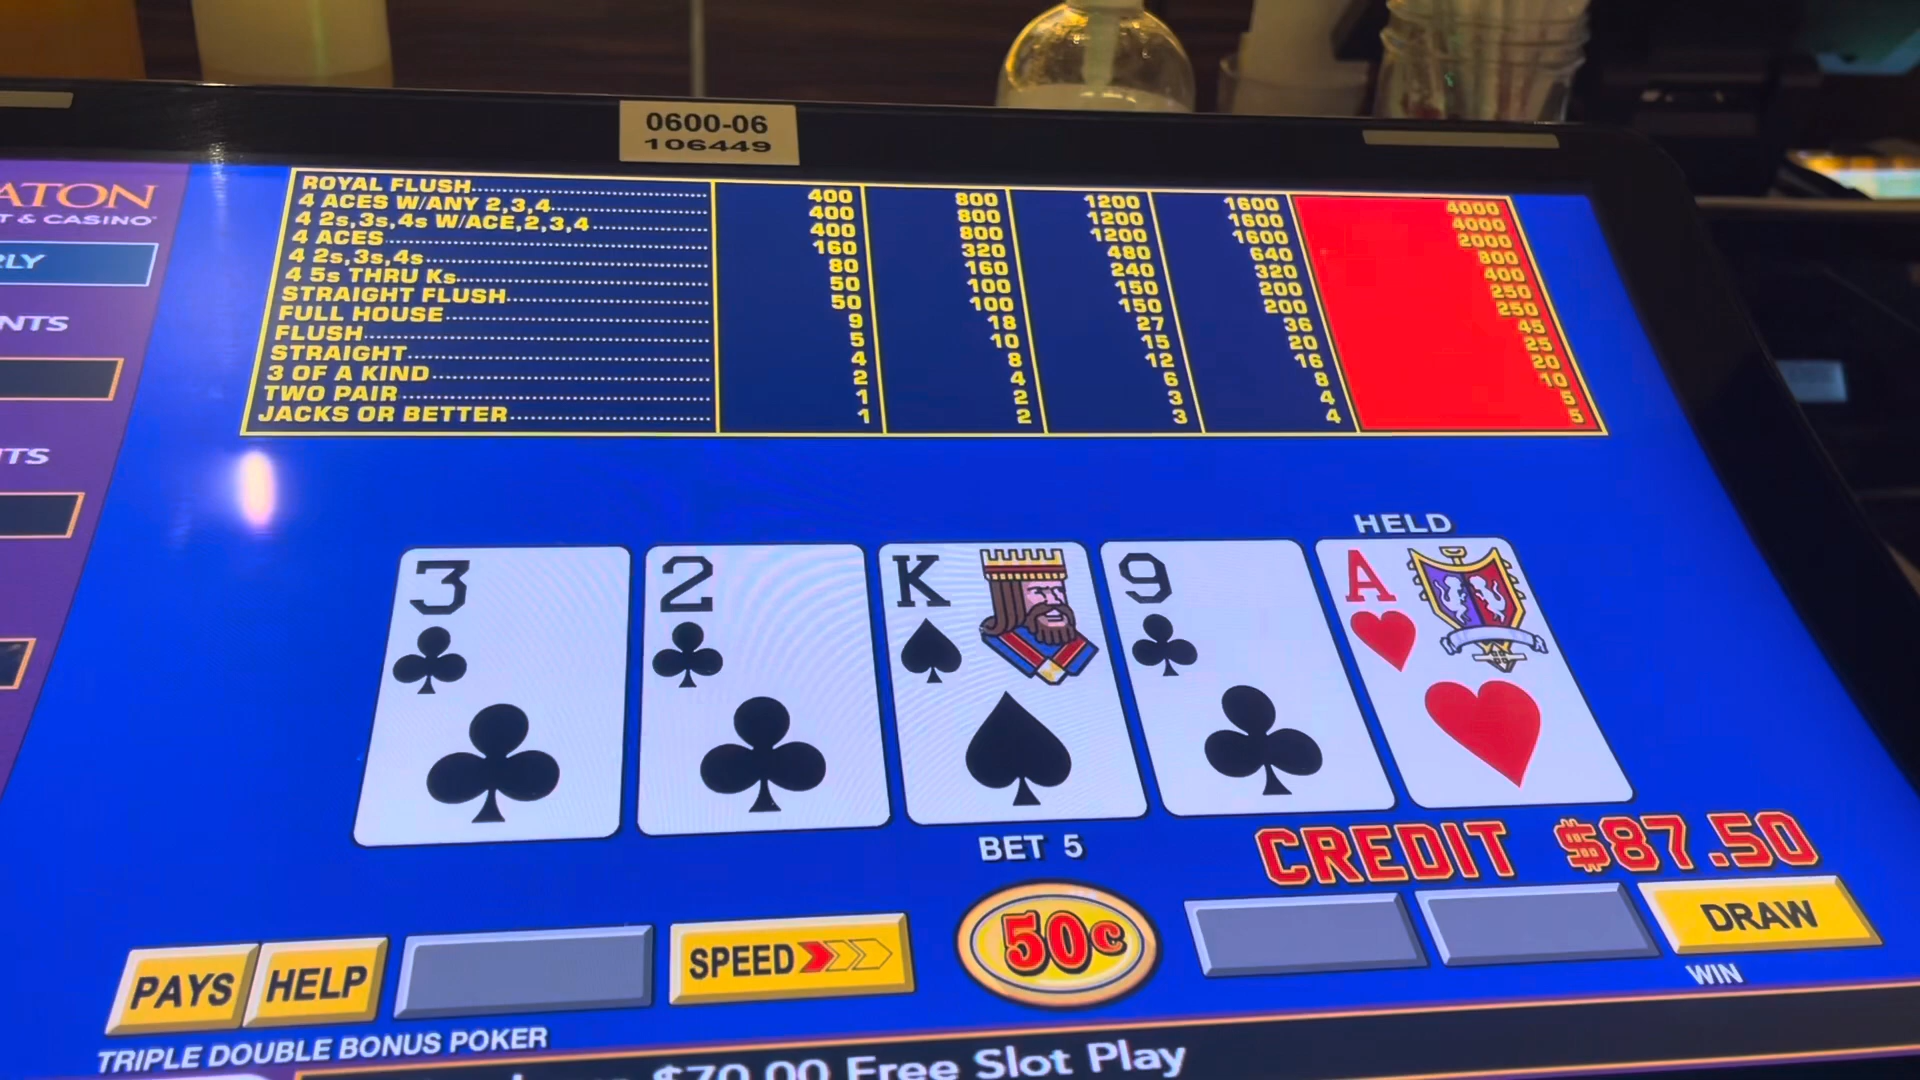 0600-06
106449
ATON
T & CASINO
RLY
NTS
TS
ROYAL FLUSH 400 800 1200 1600 4000
4 ACES W/ANY 2,3,4 400 800 1200 1600 4000
4 2s,3s,4s W/ACE,2,3,4 400 800 1200 1600 2000
4 ACES 160 320 480 640 800
4 2s,3s,4s 80 160 240 320 400
4 5s THRU Ks 50 100 150 200 250
STRAIGHT FLUSH 50 100 150 200 250
FULL HOUSE 9 18 27 36 45
FLUSH 5 10 15 20 25
STRAIGHT 4 8 12 16 20
3 OF A KIND 2 4 6 8 10
TWO PAIR 1 2 3 4 5
JACKS OR BETTER 1 2 3 4 5
HELD
3 2 K 9 A
BET 5
CREDIT $87.50
PAYS HELP SPEED 50¢ DRAW
WIN
TRIPLE DOUBLE BONUS POKER
$70.00 Free Slot Play